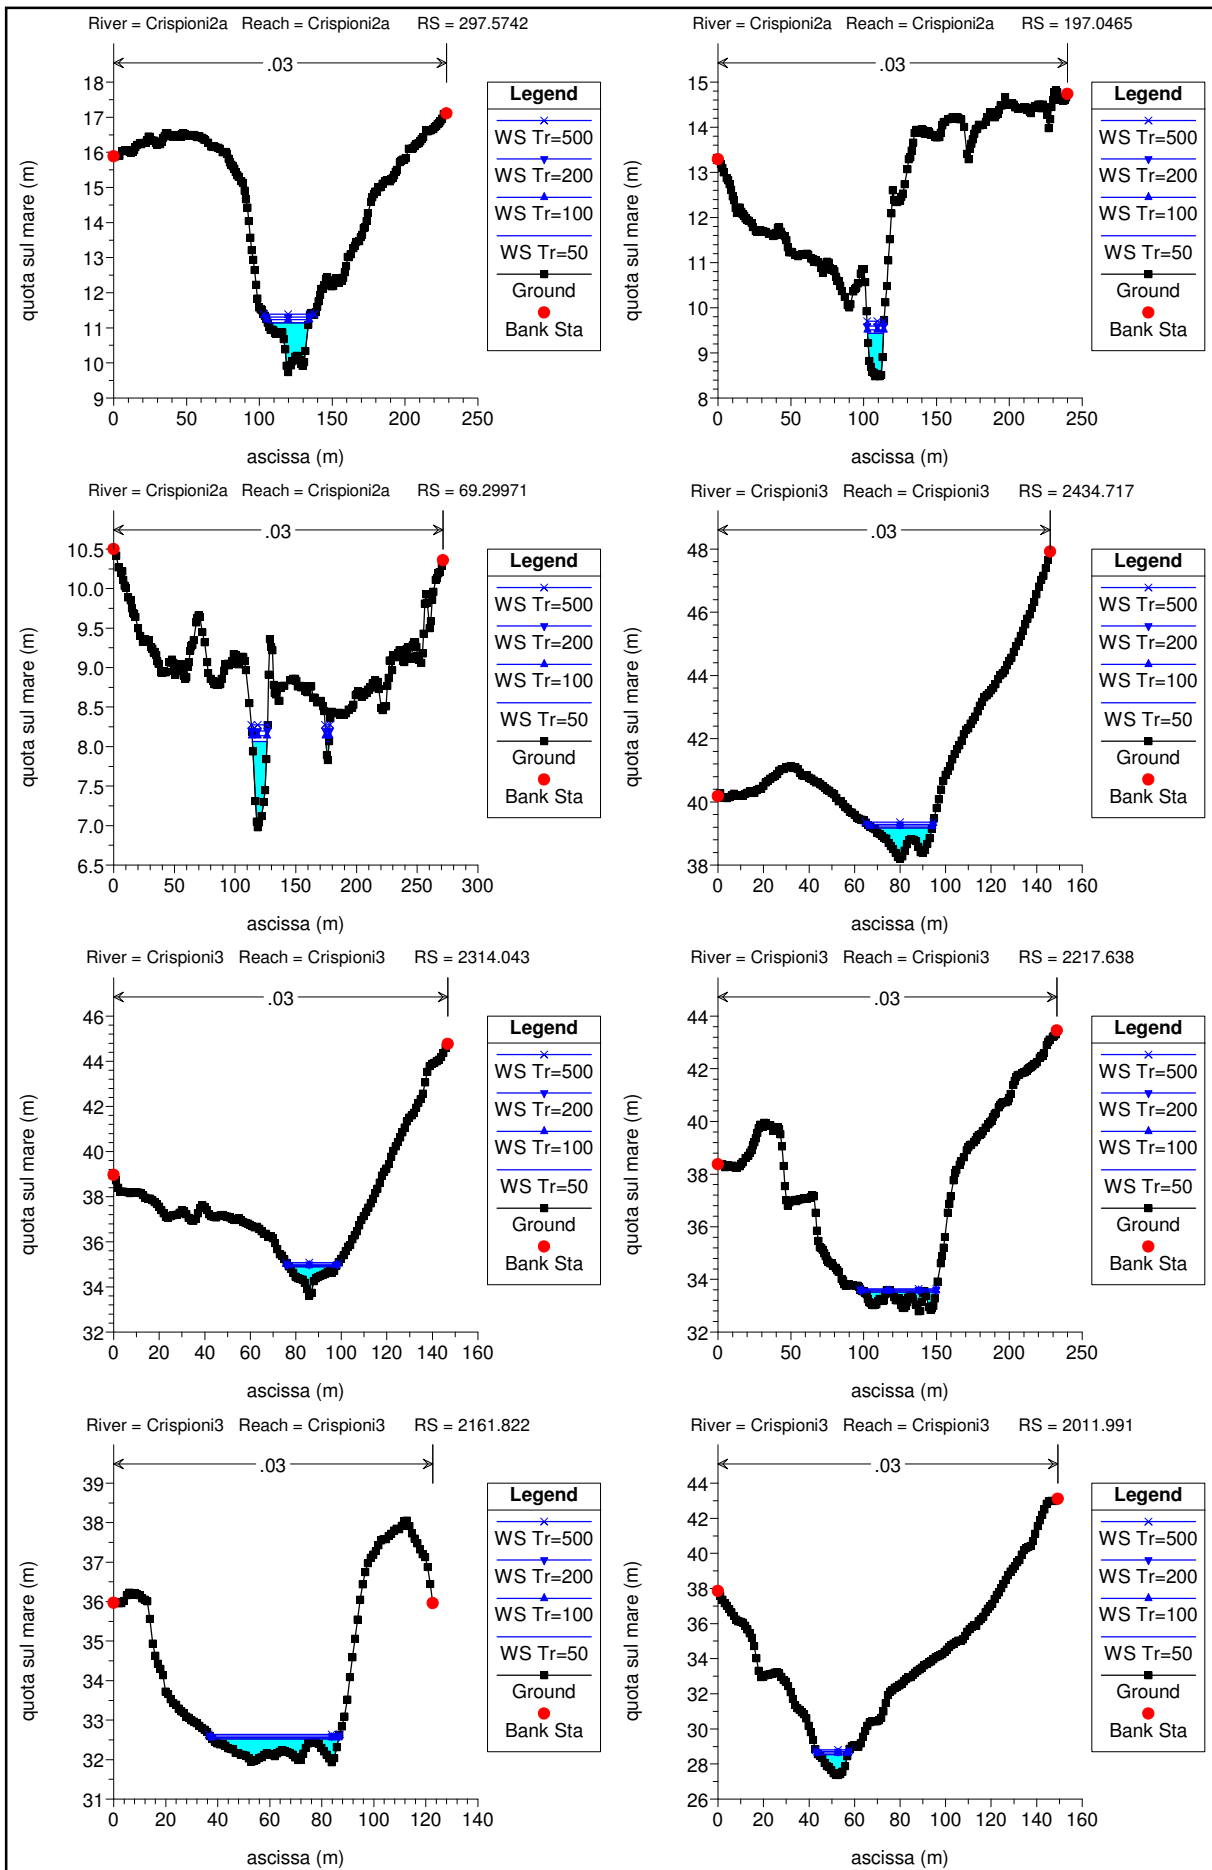 River = Crispioni2a Reach = Crispioni2a RS = 297.5742
.03
18
17
16
15
14
13
12
11
10
9
0 50 100 150 200 250
quota sul mare (m)
ascissa (m)
Legend
WS Tr=500
WS Tr=200
WS Tr=100
WS Tr=50
Ground
Bank Sta
River = Crispioni2a Reach = Crispioni2a RS = 197.0465
.03
15
14
13
12
11
10
9
8
0 50 100 150 200 250
quota sul mare (m)
ascissa (m)
Legend
WS Tr=500
WS Tr=200
WS Tr=100
WS Tr=50
Ground
Bank Sta
River = Crispioni2a Reach = Crispioni2a RS = 69.29971
.03
10.5
10.0
9.5
9.0
8.5
8.0
7.5
7.0
6.5
0 50 100 150 200 250 300
quota sul mare (m)
ascissa (m)
Legend
WS Tr=500
WS Tr=200
WS Tr=100
WS Tr=50
Ground
Bank Sta
River = Crispioni3 Reach = Crispioni3 RS = 2434.717
.03
48
46
44
42
40
38
0 20 40 60 80 100 120 140 160
quota sul mare (m)
ascissa (m)
Legend
WS Tr=500
WS Tr=200
WS Tr=100
WS Tr=50
Ground
Bank Sta
River = Crispioni3 Reach = Crispioni3 RS = 2314.043
.03
46
44
42
40
38
36
34
32
0 20 40 60 80 100 120 140 160
quota sul mare (m)
ascissa (m)
Legend
WS Tr=500
WS Tr=200
WS Tr=100
WS Tr=50
Ground
Bank Sta
River = Crispioni3 Reach = Crispioni3 RS = 2217.638
.03
44
42
40
38
36
34
32
0 50 100 150 200 250
quota sul mare (m)
ascissa (m)
Legend
WS Tr=500
WS Tr=200
WS Tr=100
WS Tr=50
Ground
Bank Sta
River = Crispioni3 Reach = Crispioni3 RS = 2161.822
.03
39
38
37
36
35
34
33
32
31
0 20 40 60 80 100 120 140
quota sul mare (m)
ascissa (m)
Legend
WS Tr=500
WS Tr=200
WS Tr=100
WS Tr=50
Ground
Bank Sta
River = Crispioni3 Reach = Crispioni3 RS = 2011.991
.03
44
42
40
38
36
34
32
30
28
26
0 20 40 60 80 100 120 140 160
quota sul mare (m)
ascissa (m)
Legend
WS Tr=500
WS Tr=200
WS Tr=100
WS Tr=50
Ground
Bank Sta